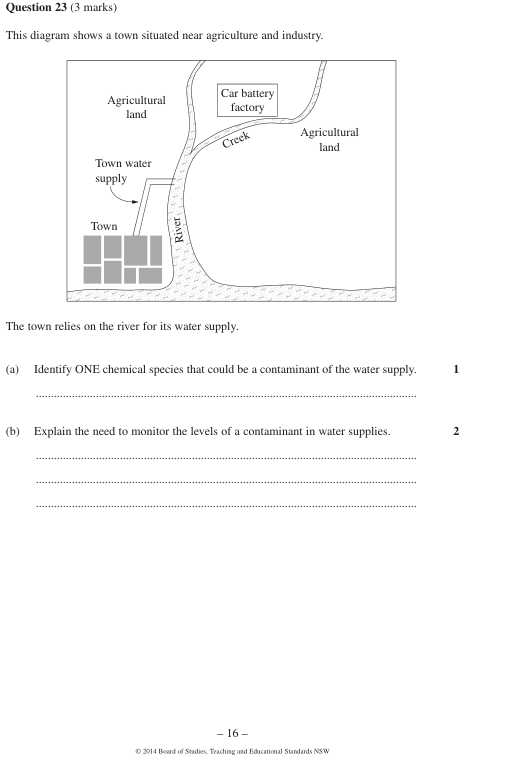 Question 23 (3 marks)
This diagram shows a town situated near agriculture and industry.
Agricultural
land
Car battery
factory
Creek
Agricultural
land
Town water
supply
Town
River
The town relies on the river for its water supply.
(a) Identify ONE chemical species that could be a contaminant of the water supply. 1
(b) Explain the need to monitor the levels of a contaminant in water supplies. 2
– 16 –
© 2014 Board of Studies, Teaching and Educational Standards NSW